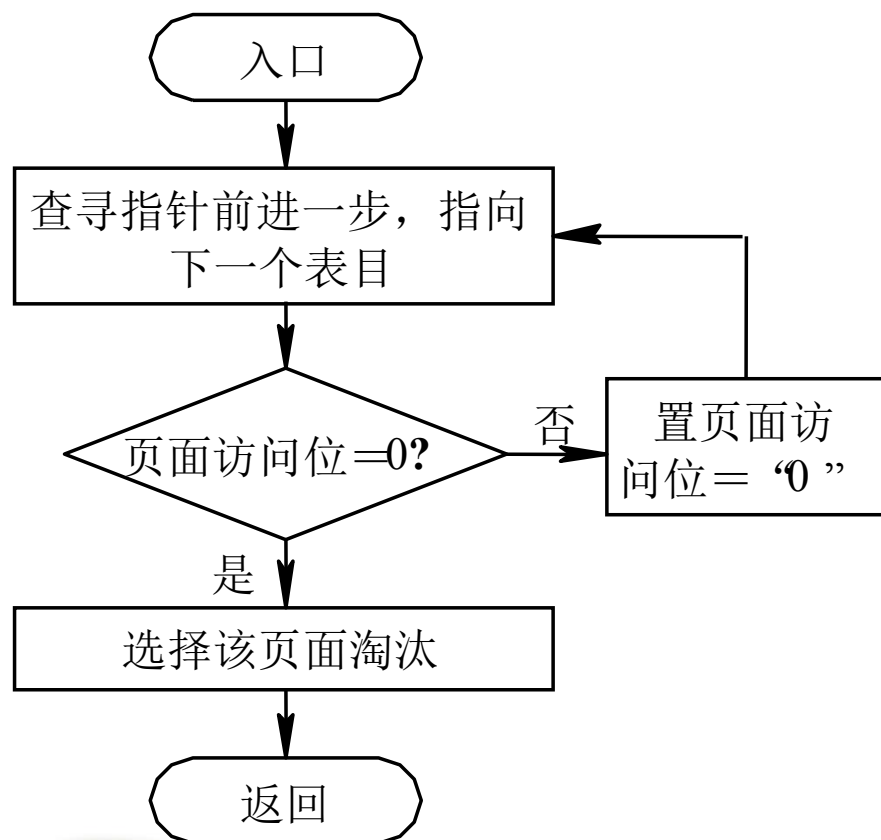 入口
查寻指针前进一步，指向
下一个表目
页面访问位＝0?
否
置页面访
问位＝“0”
是
选择该页面淘汰
返回